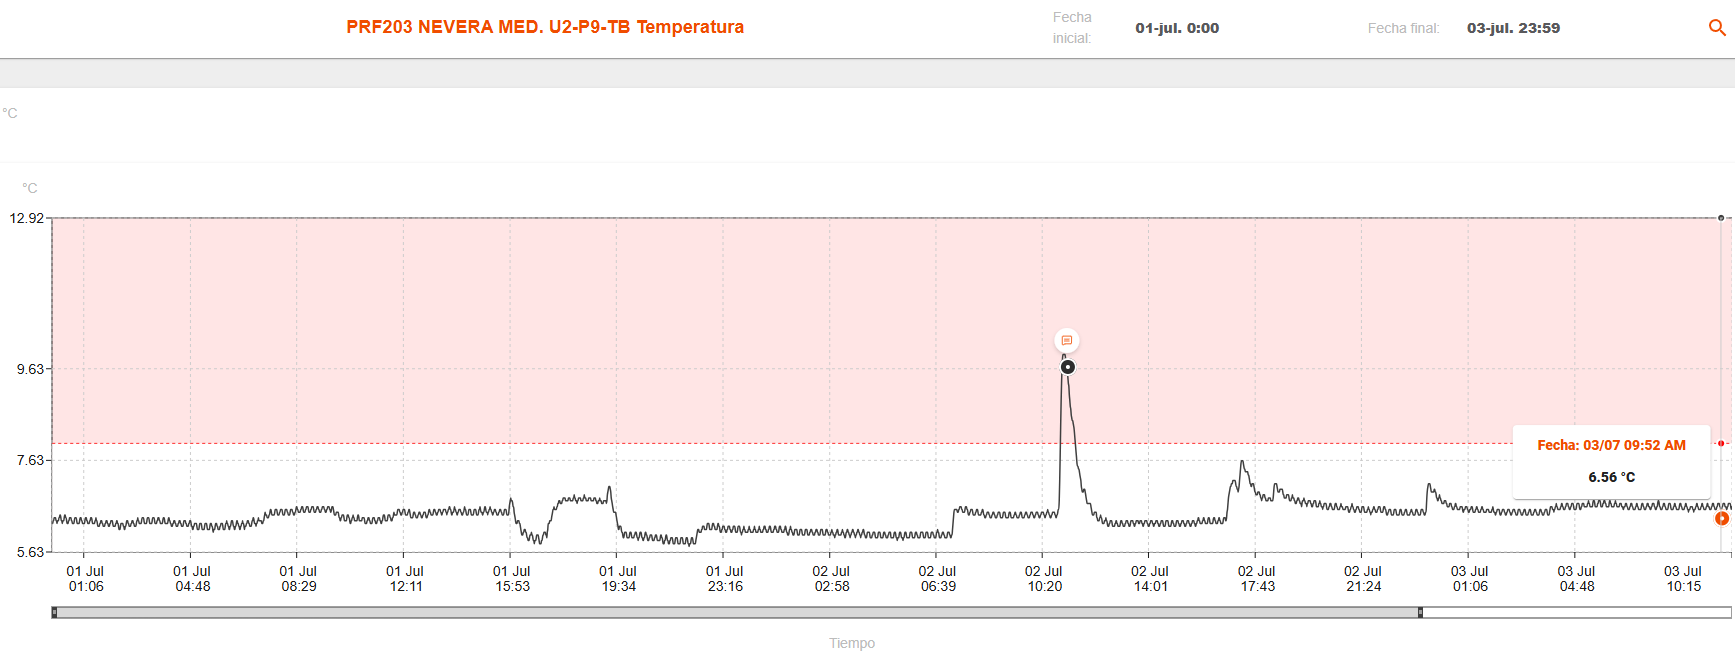 PRF203 NEVERA MED. U2-P9-TB Temperatura
Fecha inicial:
01-jul. 0:00
Fecha final:
03-jul. 23:59
°C
°C
12.92
9.63
7.63
5.63
Fecha: 03/07 09:52 AM
6.56 °C
01 Jul 01:06
01 Jul 04:48
01 Jul 08:29
01 Jul 12:11
01 Jul 15:53
01 Jul 19:34
01 Jul 23:16
02 Jul 02:58
02 Jul 06:39
02 Jul 10:20
02 Jul 14:01
02 Jul 17:43
02 Jul 21:24
03 Jul 01:06
03 Jul 04:48
03 Jul 10:15
Tiempo